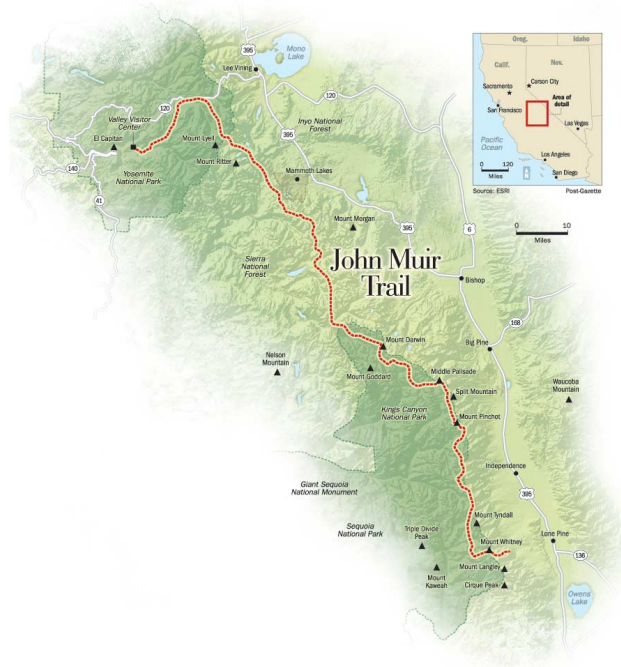 Oreg.
Idaho
Calif.
Nev.
Carson City
Sacramento
Area of
detail
San Francisco
Las Vegas
Pacific
Ocean
Los Angeles
San Diego
0 120
Miles
Source: ESRI
Post-Gazette
0 10
Miles
395
Mono
Lake
Lee Vining
120
120
Valley Visitor
Center
El Capitan
Mount Lyell
Inyo National
Forest
Mount Ritter
395
140
Yosemite
National Park
Mammoth Lakes
41
Mount Morgan
395
6
Sierra
National
Forest
John Muir
Trail
Bishop
168
Mount Darwin
Big Pine
Nelson
Mountain
Mount Goddard
Middle Palisade
Waucoba
Mountain
Split Mountain
Kings Canyon
National Park
Mount Pinchot
Independence
Giant Sequoia
National Monument
395
Mount Tyndall
Sequoia
National Park
Triple Divide
Peak
Mount Whitney
Lone Pine
136
Mount Langley
Mount
Kaweah
Cirque Peak
Owens
Lake